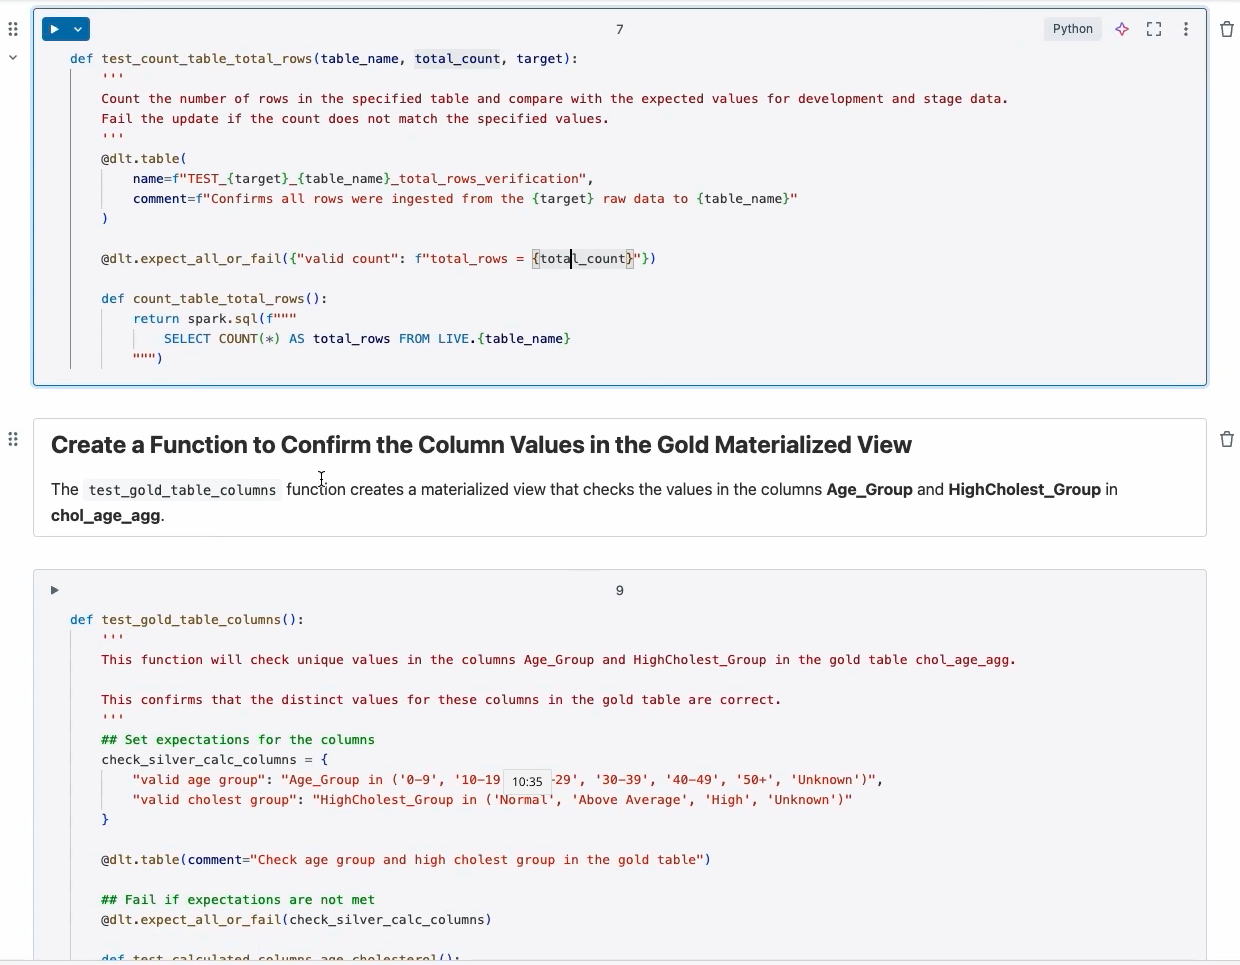 7
Python
def test_count_table_total_rows(table_name, total_count, target):
'''
Count the number of rows in the specified table and compare with the expected values for development and stage data.
Fail the update if the count does not match the specified values.
'''
@dlt.table(
name=f"TEST_{target}_{table_name}_total_rows_verification",
comment=f"Confirms all rows were ingested from the {target} raw data to {table_name}"
)
@dlt.expect_all_or_fail({"valid count": f"total_rows = {total_count}"})
def count_table_total_rows():
return spark.sql(f"""
SELECT COUNT(*) AS total_rows FROM LIVE.{table_name}
""")
Create a Function to Confirm the Column Values in the Gold Materialized View
The test_gold_table_columns function creates a materialized view that checks the values in the columns Age_Group and HighCholest_Group in
chol_age_agg.
9
def test_gold_table_columns():
'''
This function will check unique values in the columns Age_Group and HighCholest_Group in the gold table chol_age_agg.
This confirms that the distinct values for these columns in the gold table are correct.
'''
## Set expectations for the columns
check_silver_calc_columns = {
"valid age group": "Age_Group in ('0-9', '10-19 10:35 -29', '30-39', '40-49', '50+', 'Unknown')",
"valid cholest group": "HighCholest_Group in ('Normal', 'Above Average', 'High', 'Unknown')"
}
@dlt.table(comment="Check age group and high cholest group in the gold table")
## Fail if expectations are not met
@dlt.expect_all_or_fail(check_silver_calc_columns)
def test_calculated_columns_age_cholesterol():